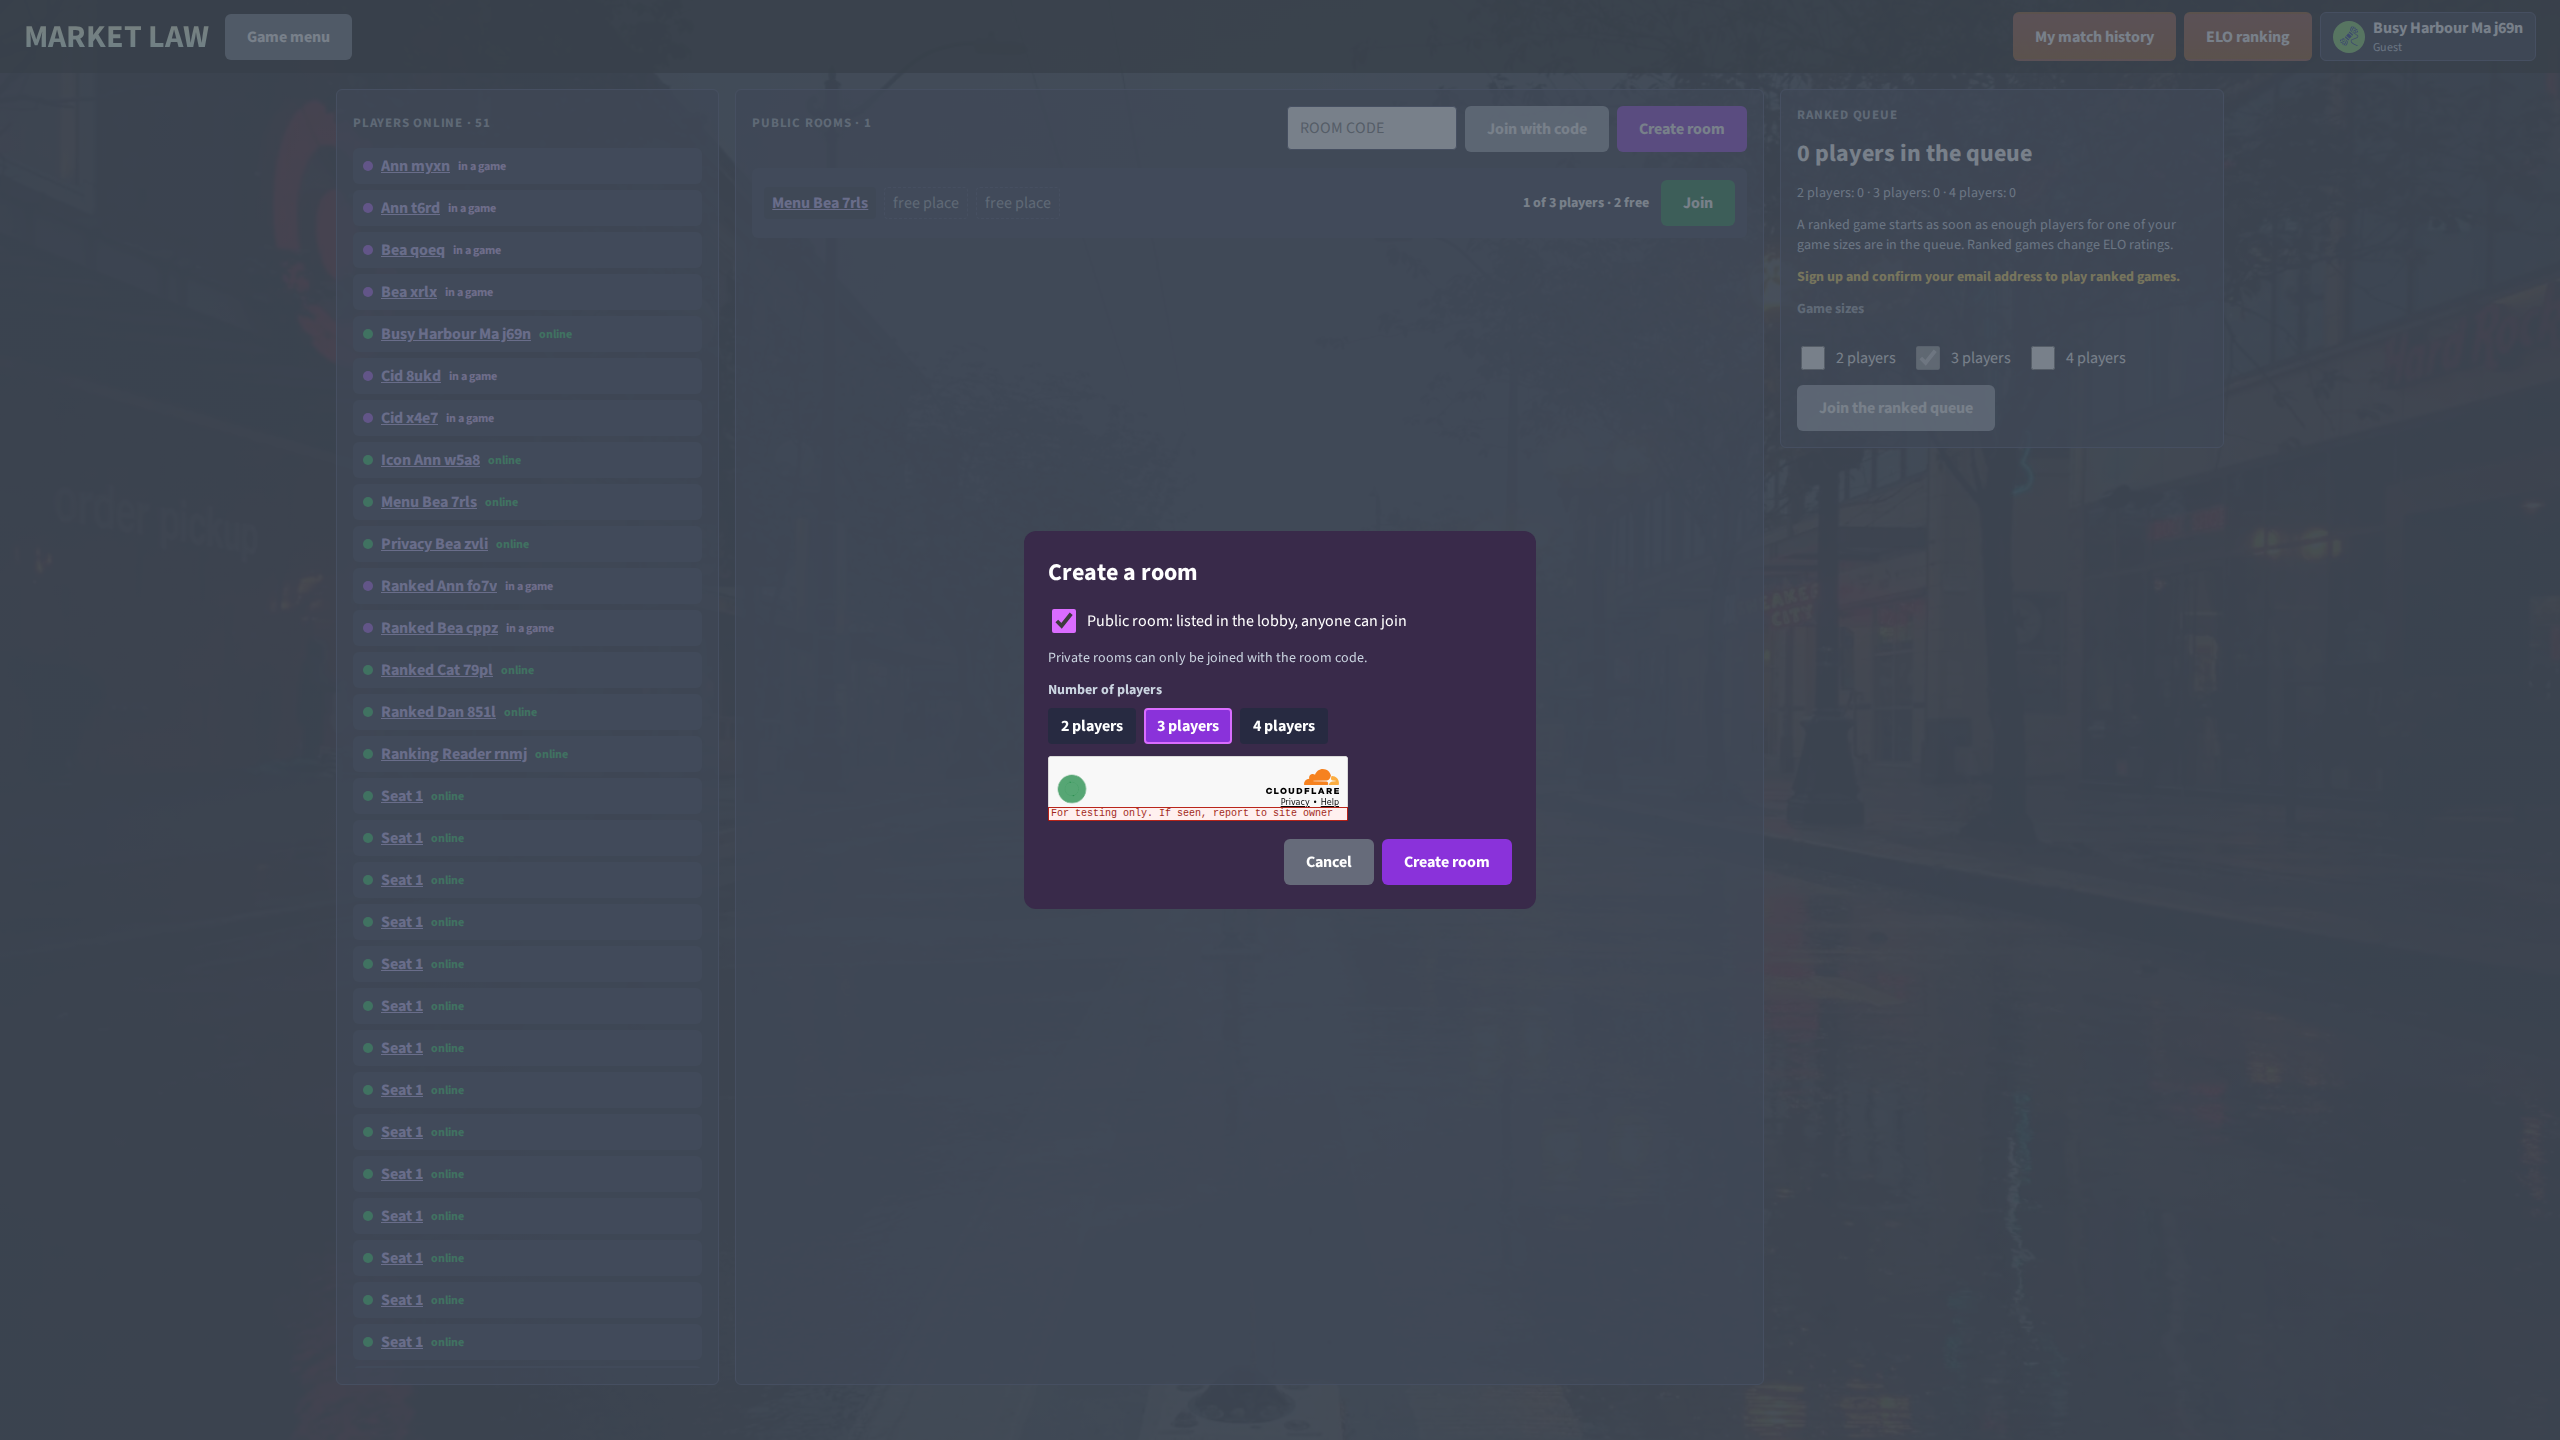 MARKET LAW
Game menu
My match history
ELO ranking
Busy Harbour Ma j69n
Guest
PLAYERS ONLINE · 51
Ann myxn in a game
Ann t6rd in a game
Bea qoeq in a game
Bea xrlx in a game
Busy Harbour Ma j69n online
Cid 8ukd in a game
Cid x4e7 in a game
Icon Ann w5a8 online
Menu Bea 7rls online
Privacy Bea zvli online
Ranked Ann fo7v in a game
Ranked Bea cppz in a game
Ranked Cat 79pl online
Ranked Dan 851l online
Ranking Reader rnmj online
Seat 1 online
Seat 1 online
Seat 1 online
Seat 1 online
Seat 1 online
Seat 1 online
Seat 1 online
Seat 1 online
Seat 1 online
Seat 1 online
Seat 1 online
Seat 1 online
Seat 1 online
Seat 1 online
PUBLIC ROOMS · 1
ROOM CODE
Join with code
Create room
Menu Bea 7rls
free place
free place
1 of 3 players · 2 free
Join
RANKED QUEUE
0 players in the queue
2 players: 0 · 3 players: 0 · 4 players: 0
A ranked game starts as soon as enough players for one of your
game sizes are in the queue. Ranked games change ELO ratings.
Sign up and confirm your email address to play ranked games.
Game sizes
2 players
3 players
4 players
Join the ranked queue
order pickup
Create a room
Public room: listed in the lobby, anyone can join
Private rooms can only be joined with the room code.
Number of players
2 players
3 players
4 players
CLOUDFLARE
Privacy • Help
For testing only. If seen, report to site owner
Cancel
Create room